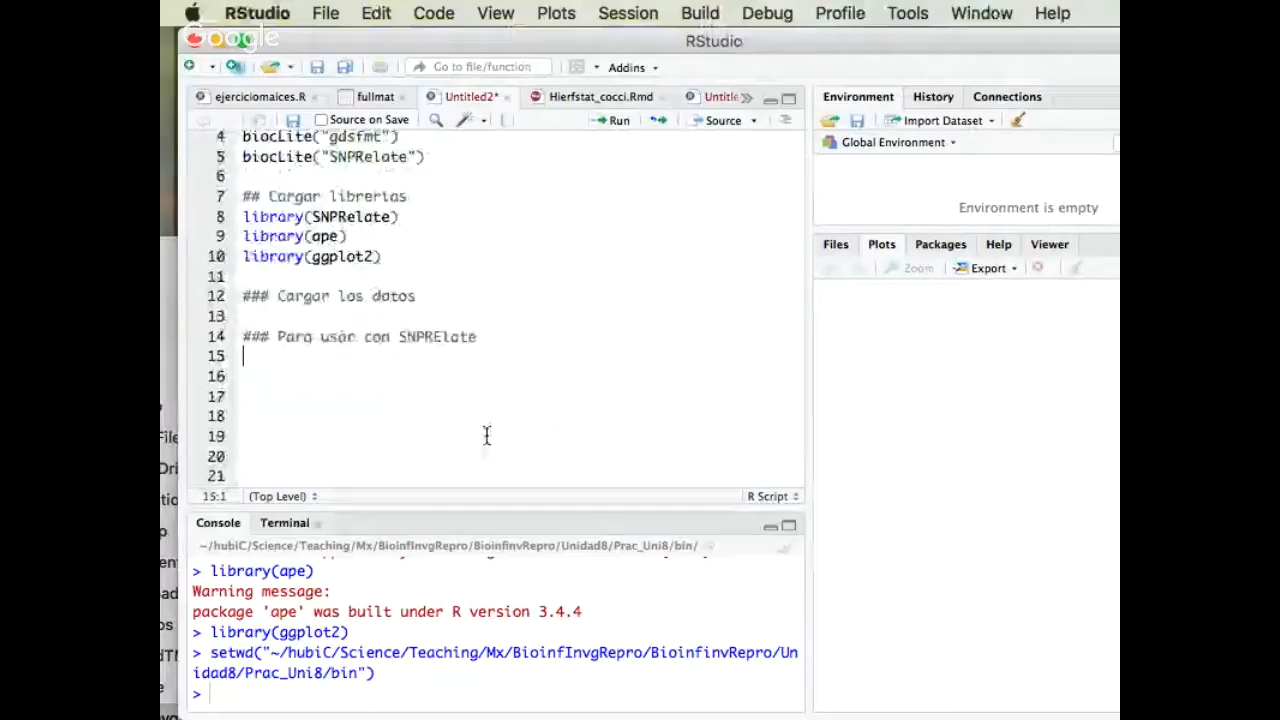 RStudio File Edit Code View Plots Session Build Debug Profile Tools Window Help
Google
RStudio
Go to file/function Addins
ejerciciomaices.R fullmat Untitled2* Hierfstat_cocci.Rmd Untitle
Source on Save Run Source
4 biocLite("gdsfmt")
5 biocLite("SNPRelate")
6
7 ## Cargar librerias
8 library(SNPRelate)
9 library(ape)
10 library(ggplot2)
11
12 ### Cargar los datos
13
14 ### Para usar con SNPRElate
15
16
17
18
19
20
21
15:1 (Top Level) R Script
Console Terminal
~/hubiC/Science/Teaching/Mx/BioinfInvgRepro/BioinfinvRepro/Unidad8/Prac_Uni8/bin/
> library(ape)
Warning message:
package 'ape' was built under R version 3.4.4
> library(ggplot2)
> setwd("~/hubiC/Science/Teaching/Mx/BioinfInvgRepro/BioinfinvRepro/Un
idad8/Prac_Uni8/bin")
>
Environment History Connections
Import Dataset
Global Environment
Environment is empty
Files Plots Packages Help Viewer
Zoom Export